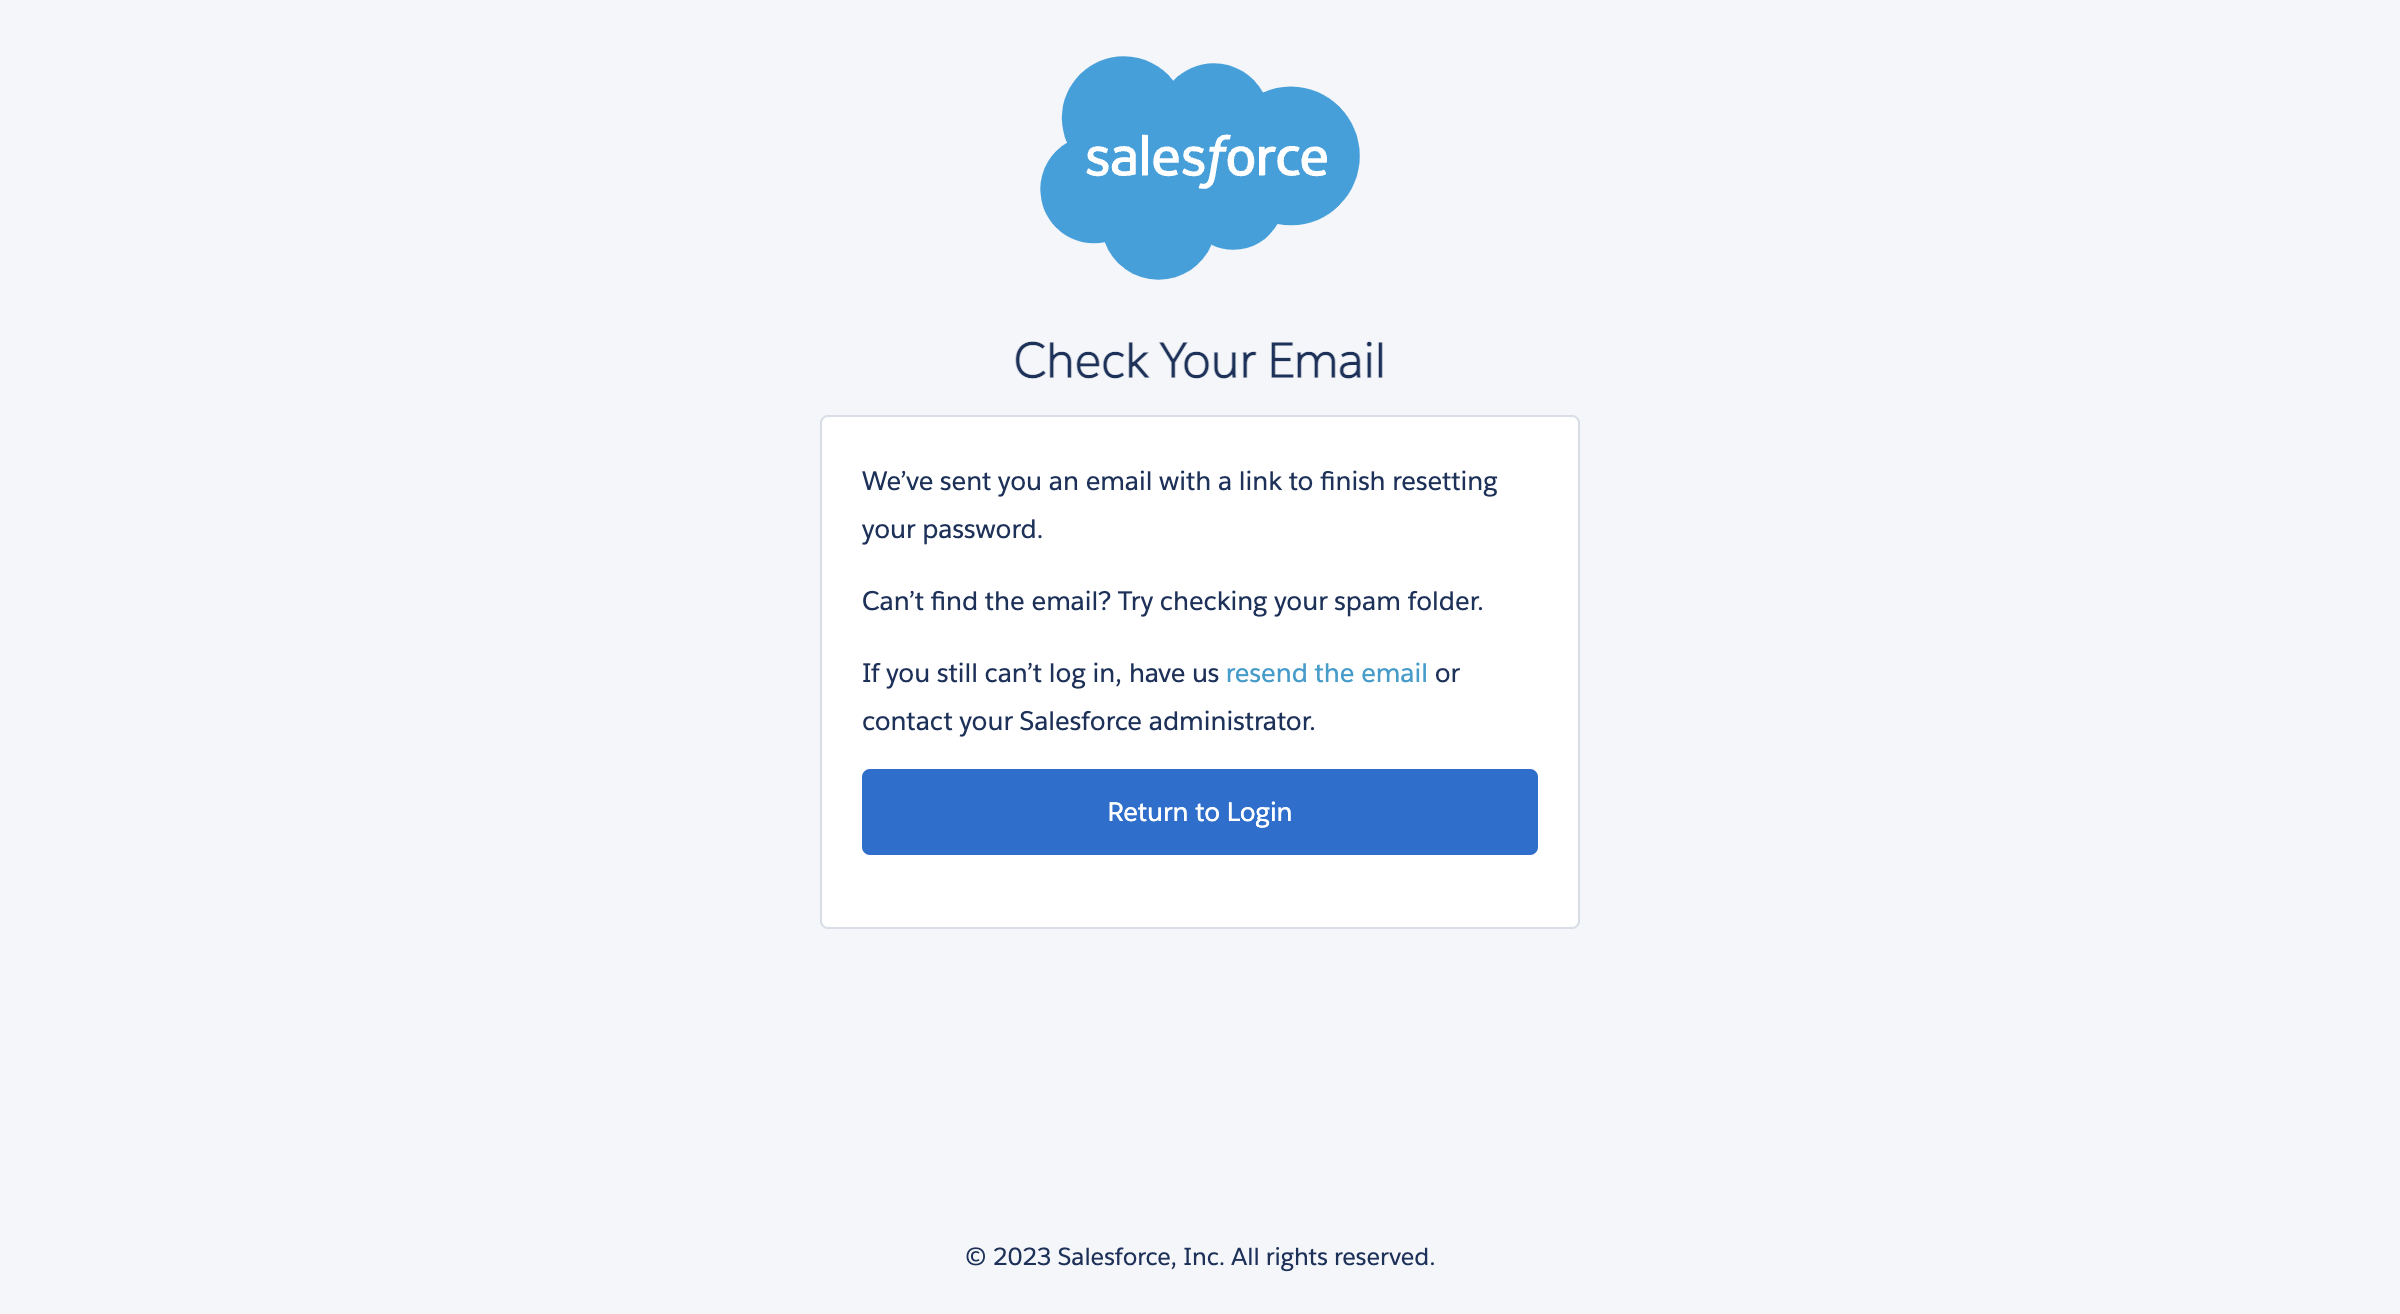 salesforce
Check Your Email
We’ve sent you an email with a link to finish resetting
your password.
Can’t find the email? Try checking your spam folder.
If you still can’t log in, have us resend the email or
contact your Salesforce administrator.
Return to Login
© 2023 Salesforce, Inc. All rights reserved.